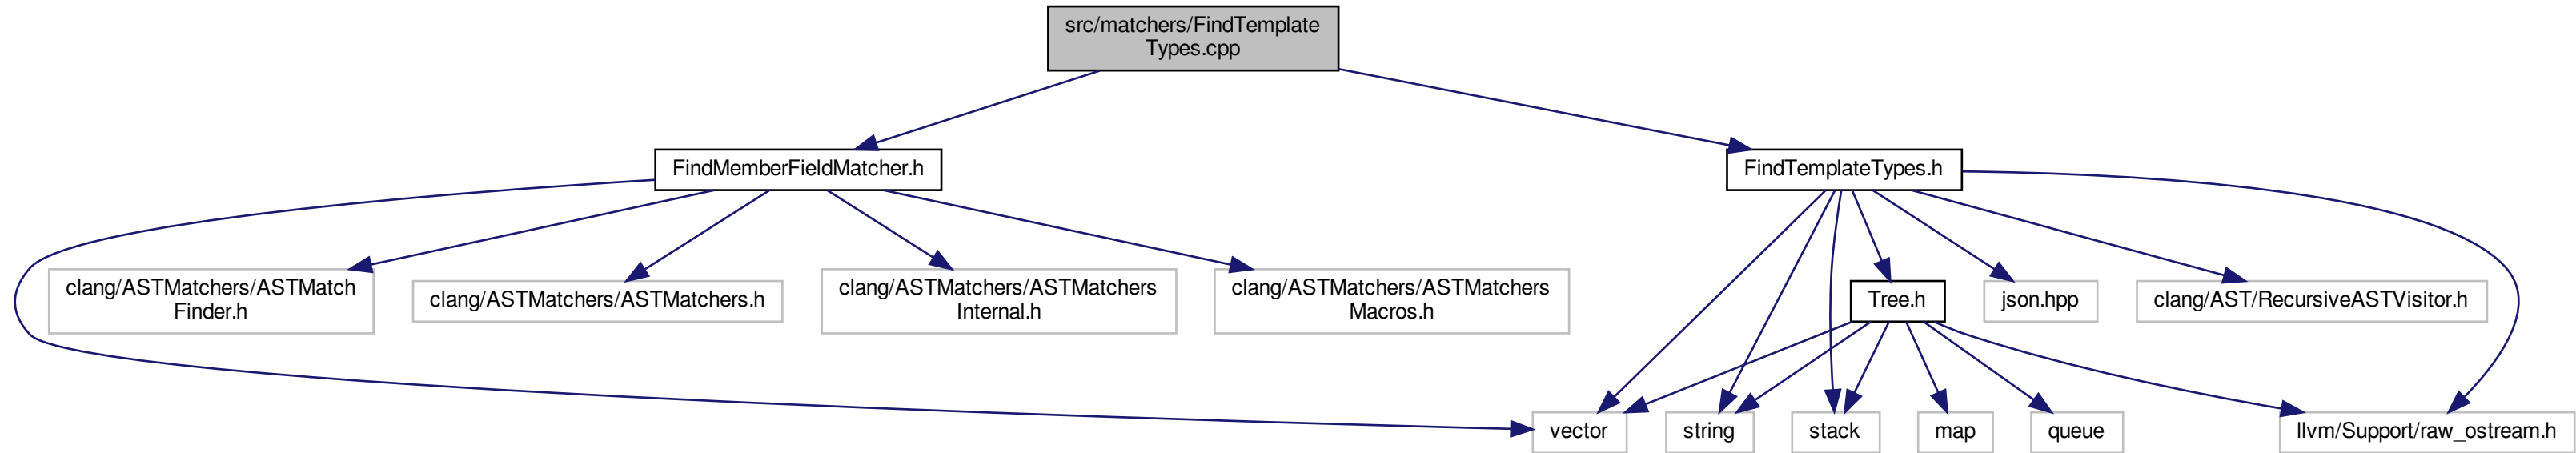 src/matchers/FindTemplate
Types.cpp
FindMemberFieldMatcher.h
FindTemplateTypes.h
clang/ASTMatchers/ASTMatch
Finder.h
clang/ASTMatchers/ASTMatchers.h
clang/ASTMatchers/ASTMatchers
Internal.h
clang/ASTMatchers/ASTMatchers
Macros.h
Tree.h
json.hpp
clang/AST/RecursiveASTVisitor.h
vector
string
stack
map
queue
llvm/Support/raw_ostream.h